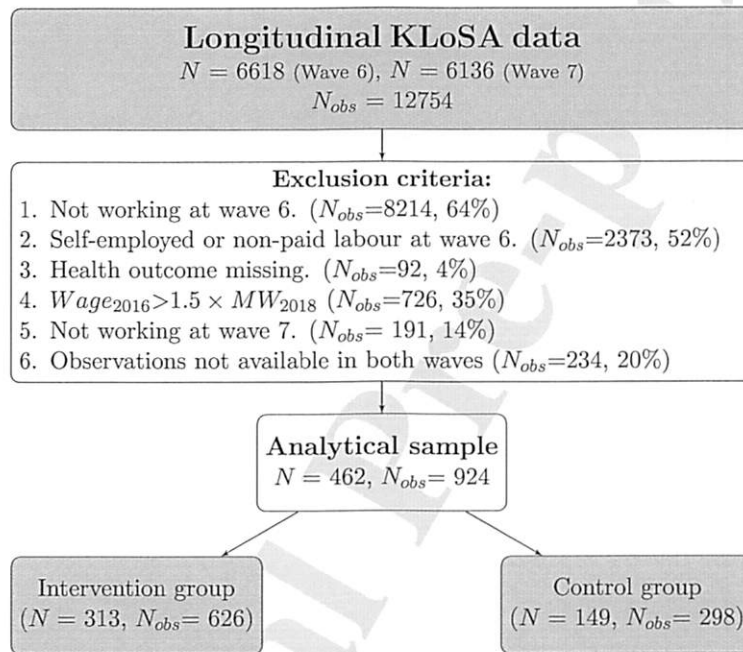 Longitudinal KLoSA data
N = 6618 (Wave 6), N = 6136 (Wave 7)
N_obs = 12754
Exclusion criteria:
1. Not working at wave 6. (N_obs=8214, 64%)
2. Self-employed or non-paid labour at wave 6. (N_obs=2373, 52%)
3. Health outcome missing. (N_obs=92, 4%)
4. Wage_2016>1.5 × MW_2018 (N_obs=726, 35%)
5. Not working at wave 7. (N_obs= 191, 14%)
6. Observations not available in both waves (N_obs=234, 20%)
Analytical sample
N = 462, N_obs= 924
Intervention group
(N = 313, N_obs= 626)
Control group
(N = 149, N_obs= 298)